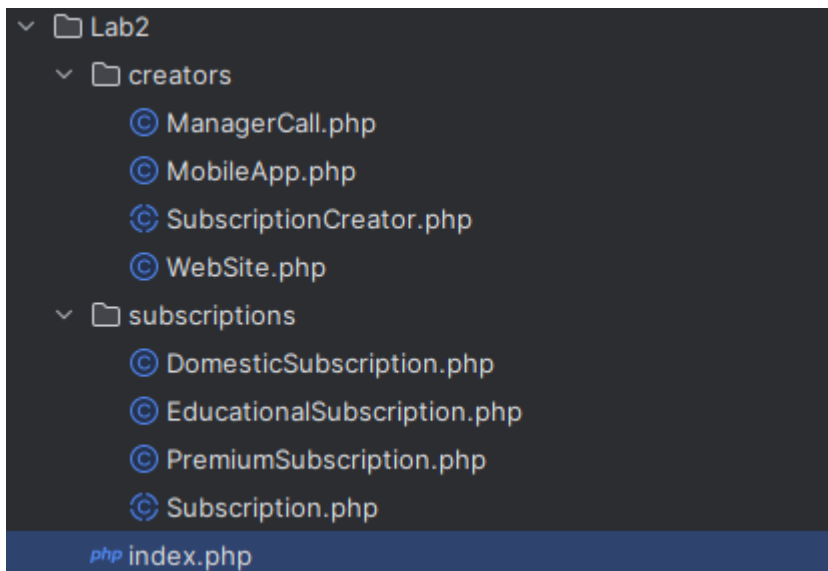 Lab2
creators
ManagerCall.php
MobileApp.php
SubscriptionCreator.php
WebSite.php
subscriptions
DomesticSubscription.php
EducationalSubscription.php
PremiumSubscription.php
Subscription.php
php index.php